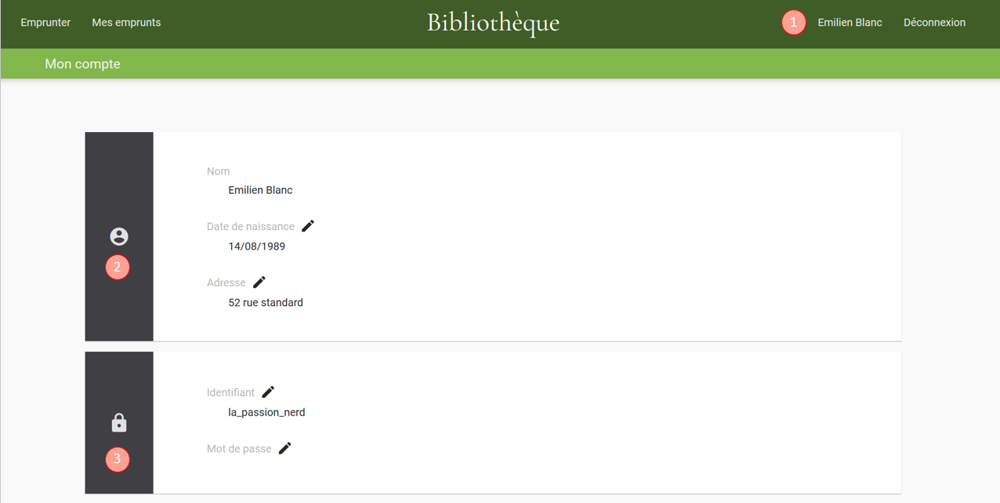 Emprunter Mes emprunts Bibliothèque 1 Emilien Blanc Déconnexion
Mon compte
Nom
Emilien Blanc
Date de naissance
14/08/1989
2
Adresse
52 rue standard
Identifiant
la_passion_nerd
Mot de passe
3